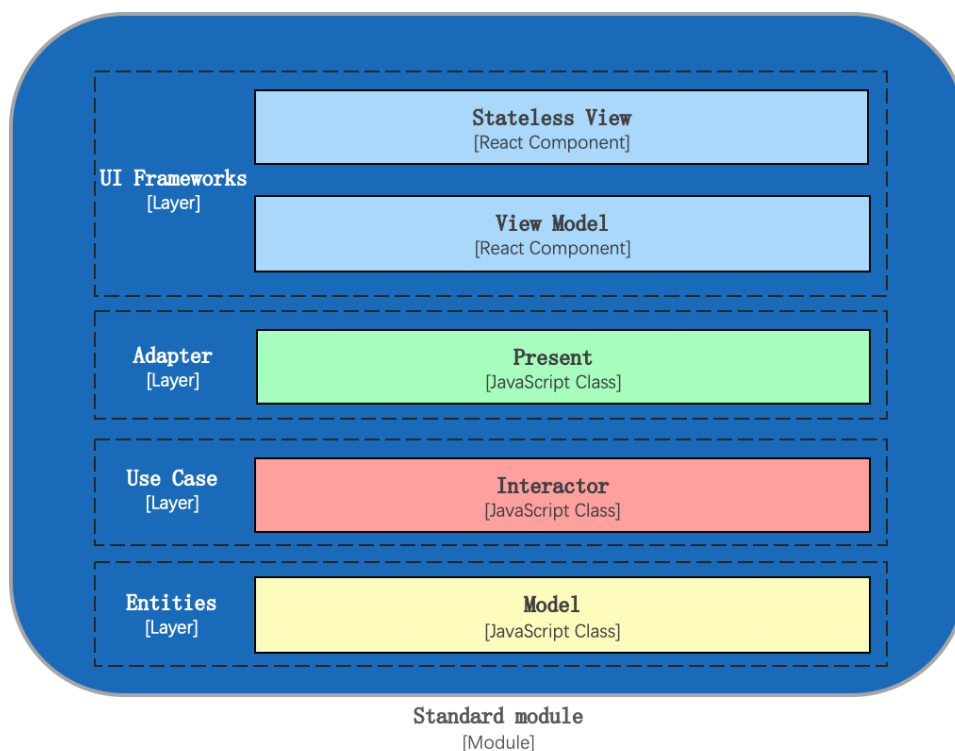 Stateless View
[React Component]
UI Frameworks
[Layer]
View Model
[React Component]
Adapter
[Layer]
Present
[JavaScript Class]
Use Case
[Layer]
Interactor
[JavaScript Class]
Entities
[Layer]
Model
[JavaScript Class]
Standard module
[Module]